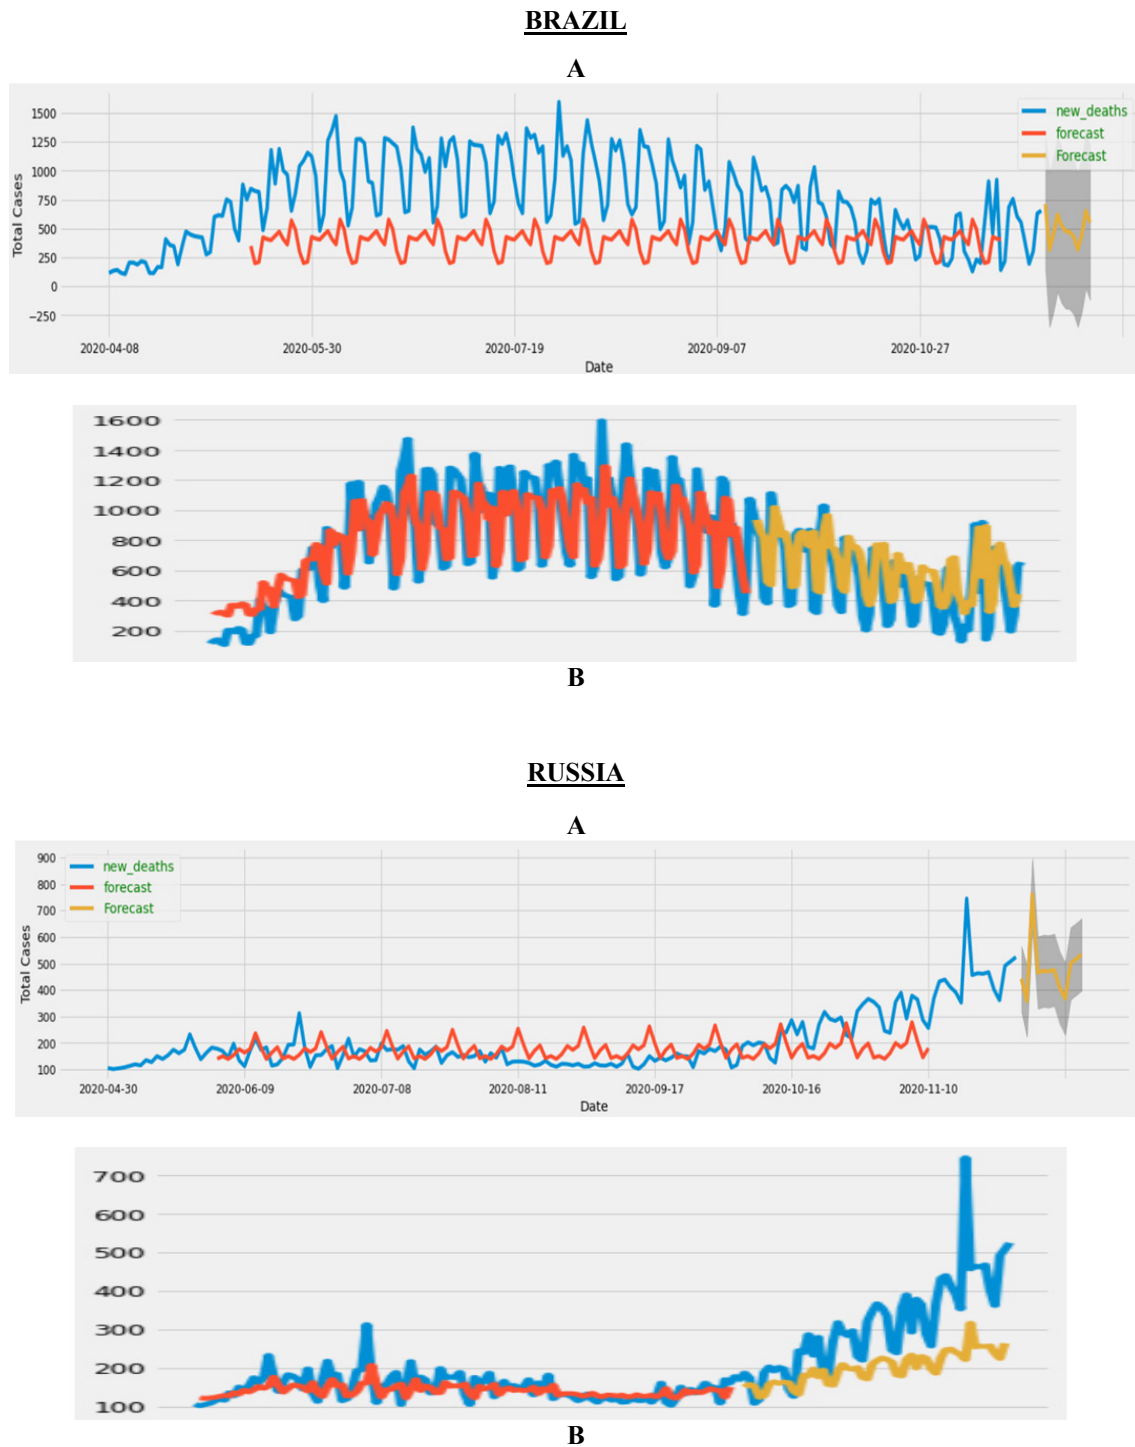 BRAZIL
A
1500
1250
1000
750
500
250
0
−250
Total Cases
new_deaths
forecast
Forecast
2020-04-08 2020-05-30 2020-07-19 2020-09-07 2020-10-27
Date
1600
1400
1200
1000
800
600
400
200
B
RUSSIA
A
900
800
700
600
500
400
300
200
100
Total Cases
new_deaths
forecast
Forecast
2020-04-30 2020-06-09 2020-07-08 2020-08-11 2020-09-17 2020-10-16 2020-11-10
Date
700
600
500
400
300
200
100
B